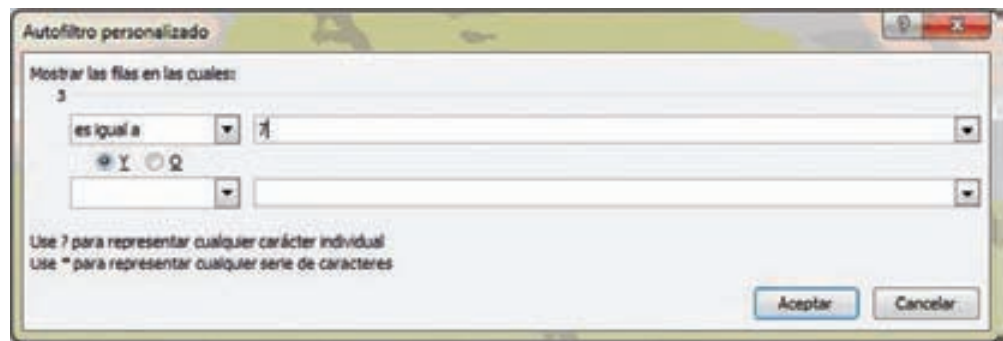 Autofiltro personalizado
Mostrar las filas en las cuales:
3
es igual a 7
Y O
Use ? para representar cualquier carácter individual
Use * para representar cualquier serie de caracteres
Aceptar Cancelar